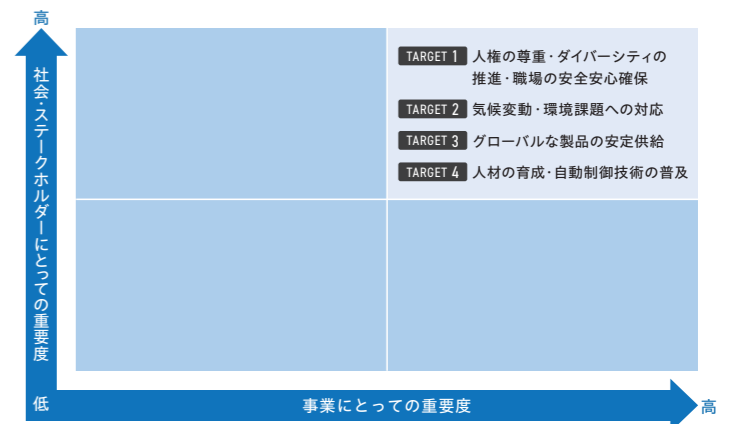 高
社会・ステークホルダーにとっての重要度
TARGET 1 人権の尊重・ダイバーシティの
推進・職場の安全安心確保
TARGET 2 気候変動・環境課題への対応
TARGET 3 グローバルな製品の安定供給
TARGET 4 人材の育成・自動制御技術の普及
低
事業にとっての重要度
高